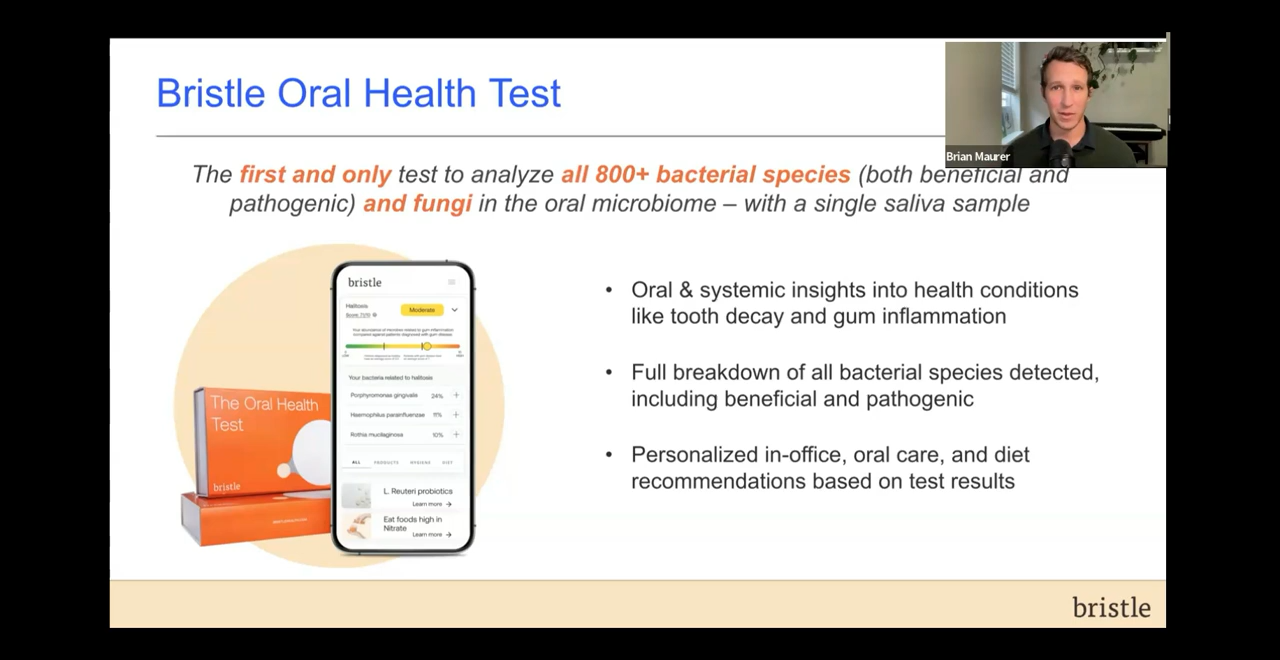 Bristle Oral Health Test
Brian Maurer
The first and only test to analyze all 800+ bacterial species (both beneficial and
pathogenic) and fungi in the oral microbiome – with a single saliva sample
• Oral & systemic insights into health conditions
like tooth decay and gum inflammation
• Full breakdown of all bacterial species detected,
including beneficial and pathogenic
• Personalized in-office, oral care, and diet
recommendations based on test results
The Oral Health
Test
bristle
bristle
Halitosis
Moderate
Your bacteria related to halitosis
Porphyromonas gingivalis 24% +
Haemophilus parainfluenzae 11% +
Rothia mucilaginosa 10% +
ALL PRODUCTS HYGIENE DIET
L. Reuteri probiotics
Learn more →
Eat foods high in
Nitrate
Learn more →
bristle